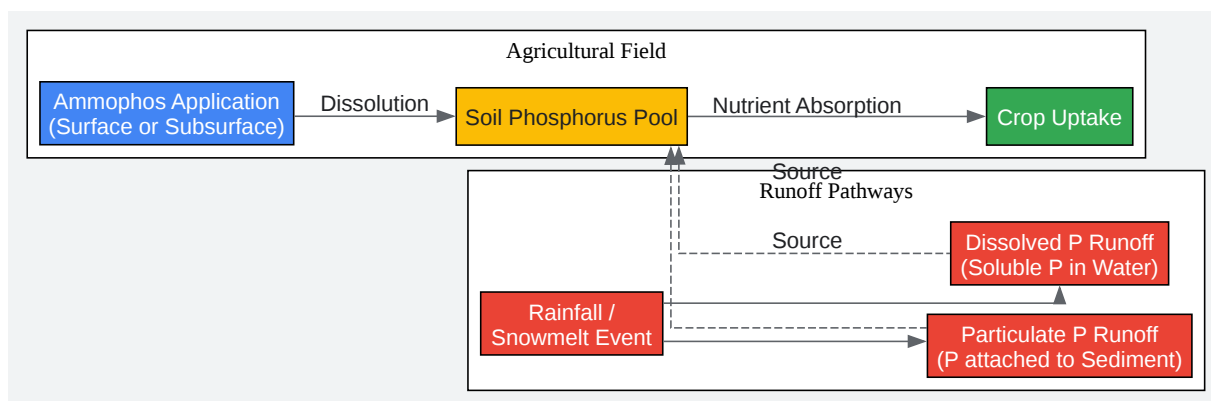 Agricultural Field
Ammophos Application
(Surface or Subsurface)
Dissolution
Soil Phosphorus Pool
Nutrient Absorption
Crop Uptake
Source
Runoff Pathways
Source
Dissolved P Runoff
(Soluble P in Water)
Rainfall /
Snowmelt Event
Particulate P Runoff
(P attached to Sediment)